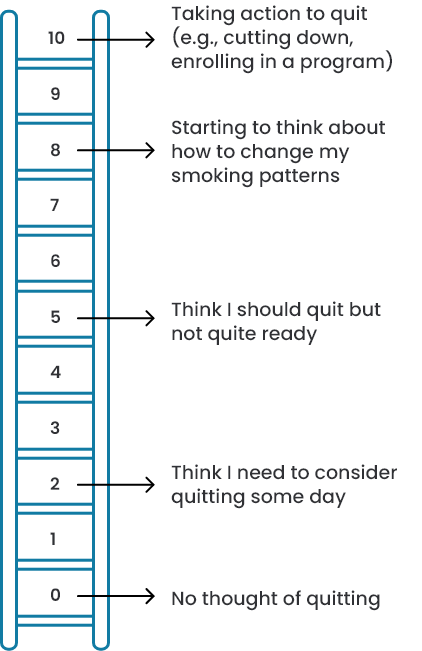 10
Taking action to quit
(e.g., cutting down,
enrolling in a program)
9
8
Starting to think about
how to change my
smoking patterns
7
6
5
Think I should quit but
not quite ready
4
3
2
Think I need to consider
quitting some day
1
0
No thought of quitting